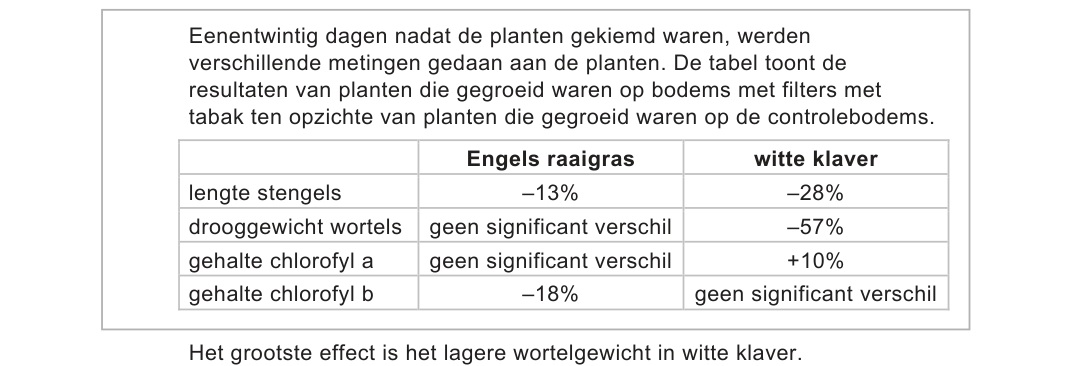 Eenentwintig dagen nadat de planten gekiemd waren, werden
verschillende metingen gedaan aan de planten. De tabel toont de
resultaten van planten die gegroeid waren op bodems met filters met
tabak ten opzichte van planten die gegroeid waren op de controlebodems.
Engels raaigras witte klaver
lengte stengels –13% –28%
drooggewicht wortels geen significant verschil –57%
gehalte chlorofyl a geen significant verschil +10%
gehalte chlorofyl b –18% geen significant verschil
Het grootste effect is het lagere wortelgewicht in witte klaver.